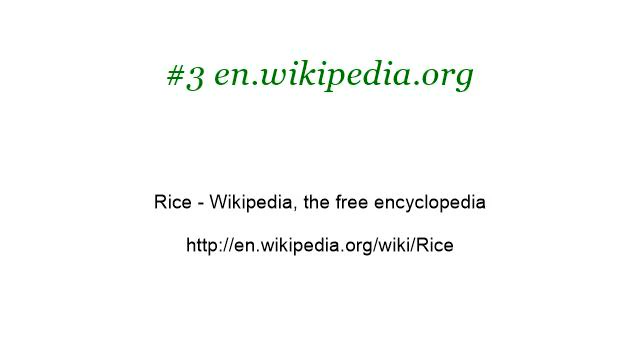 #3 en.wikipedia.org
Rice - Wikipedia, the free encyclopedia
http://en.wikipedia.org/wiki/Rice